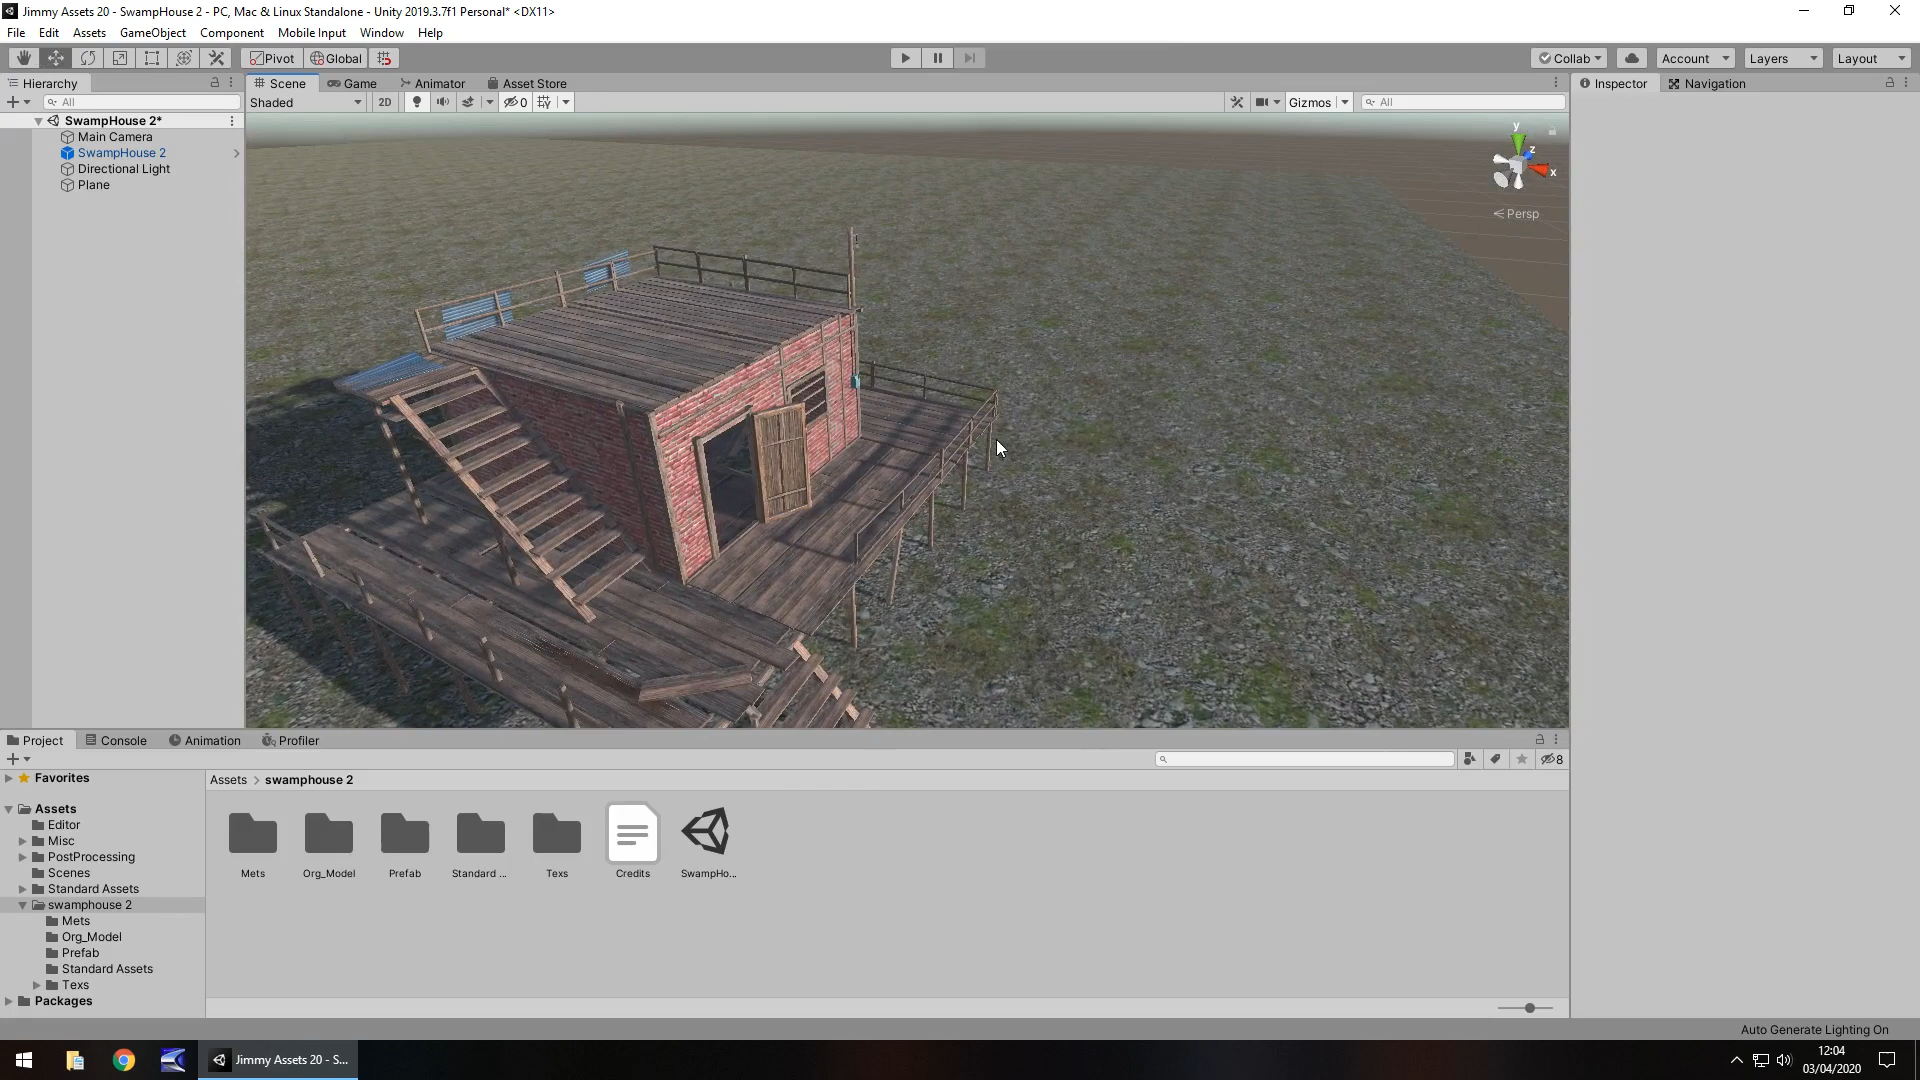 Jimmy Assets 20 - SwampHouse 2 - PC, Mac & Linux Standalone - Unity 2019.3.7f1 Personal* <DX11>
File Edit Assets GameObject Component Mobile Input Window Help
Pivot Global Collab Account Layers Layout
Hierarchy Scene Game Animator Asset Store Inspector Navigation
All Shaded 2D 0 Gizmos All
SwampHouse 2*
Main Camera
SwampHouse 2
Directional Light
Plane
y
z
x
Persp
Project Console Animation Profiler
8
Favorites
Assets > swamphouse 2
Assets
Editor
Misc
PostProcessing
Scenes
Standard Assets
swamphouse 2
Mets
Org_Model
Prefab
Standard Assets
Texs
Packages
Mets Org_Model Prefab Standard ... Texs Credits SwampHo...
Auto Generate Lighting On
Jimmy Assets 20 - S...
12:04
03/04/2020